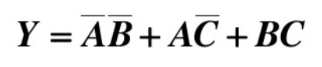 Y = A̅B̅ + AC̅ + BC